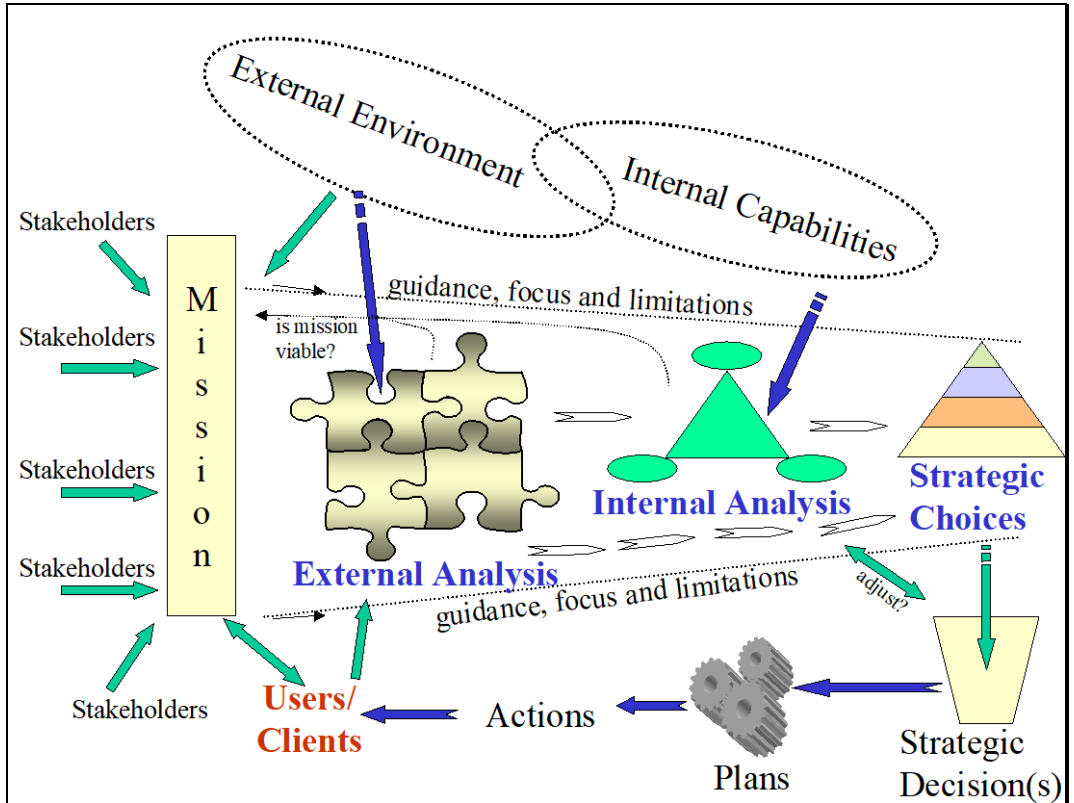 External Environment
Internal Capabilities
Stakeholders
Mission
guidance, focus and limitations
is mission
viable?
Stakeholders
Stakeholders
Stakeholders
Stakeholders
External Analysis
Internal Analysis
Strategic
Choices
guidance, focus and limitations
adjust?
Users/
Clients
Actions
Plans
Strategic
Decision(s)